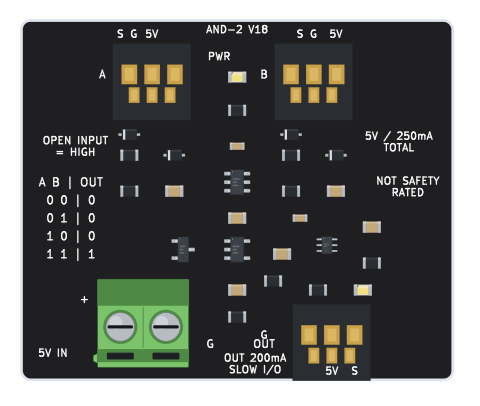 AND-2 V18
S G 5V
S G 5V
PWR
A
B
OPEN INPUT
= HIGH
5V / 250mA
TOTAL
A B | OUT
0 0 | 0
0 1 | 0
1 0 | 0
1 1 | 1
NOT SAFETY
RATED
+
5V IN
G
G
OUT
OUT 200mA
SLOW I/O
5V S